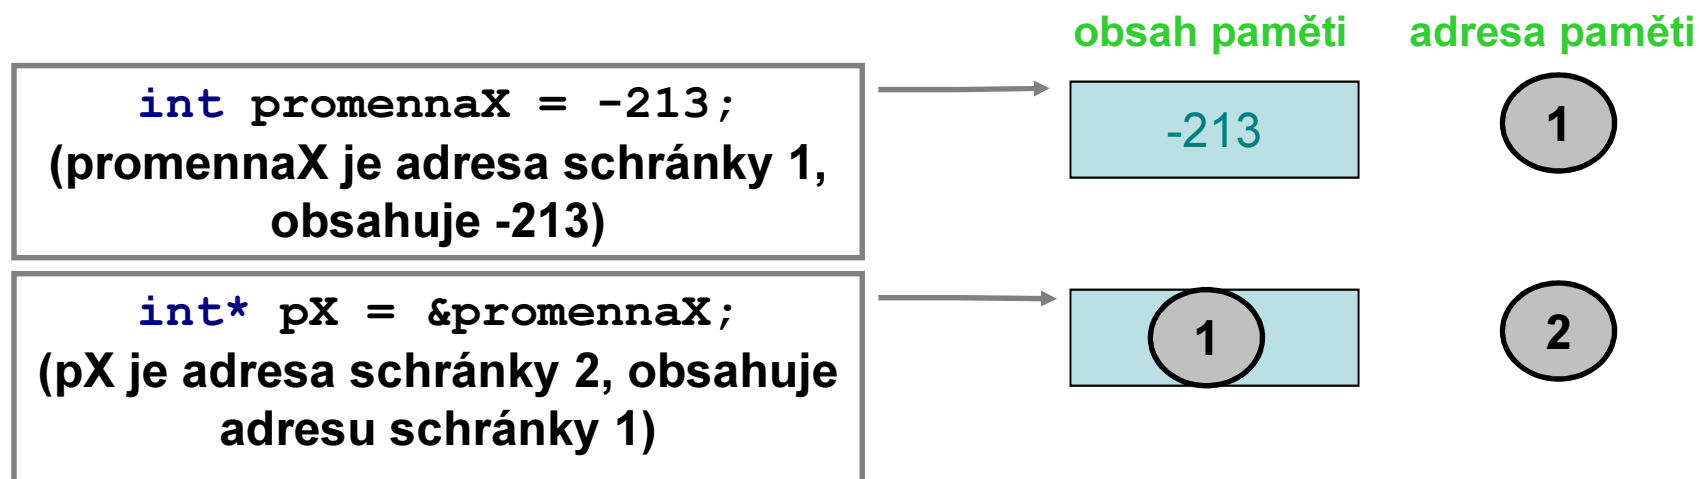 obsah paměti adresa paměti
int promennaX = -213;
(promennaX je adresa schránky 1,
obsahuje -213)
-213
1
int* pX = &promennaX;
(pX je adresa schránky 2, obsahuje
adresu schránky 1)
1
2